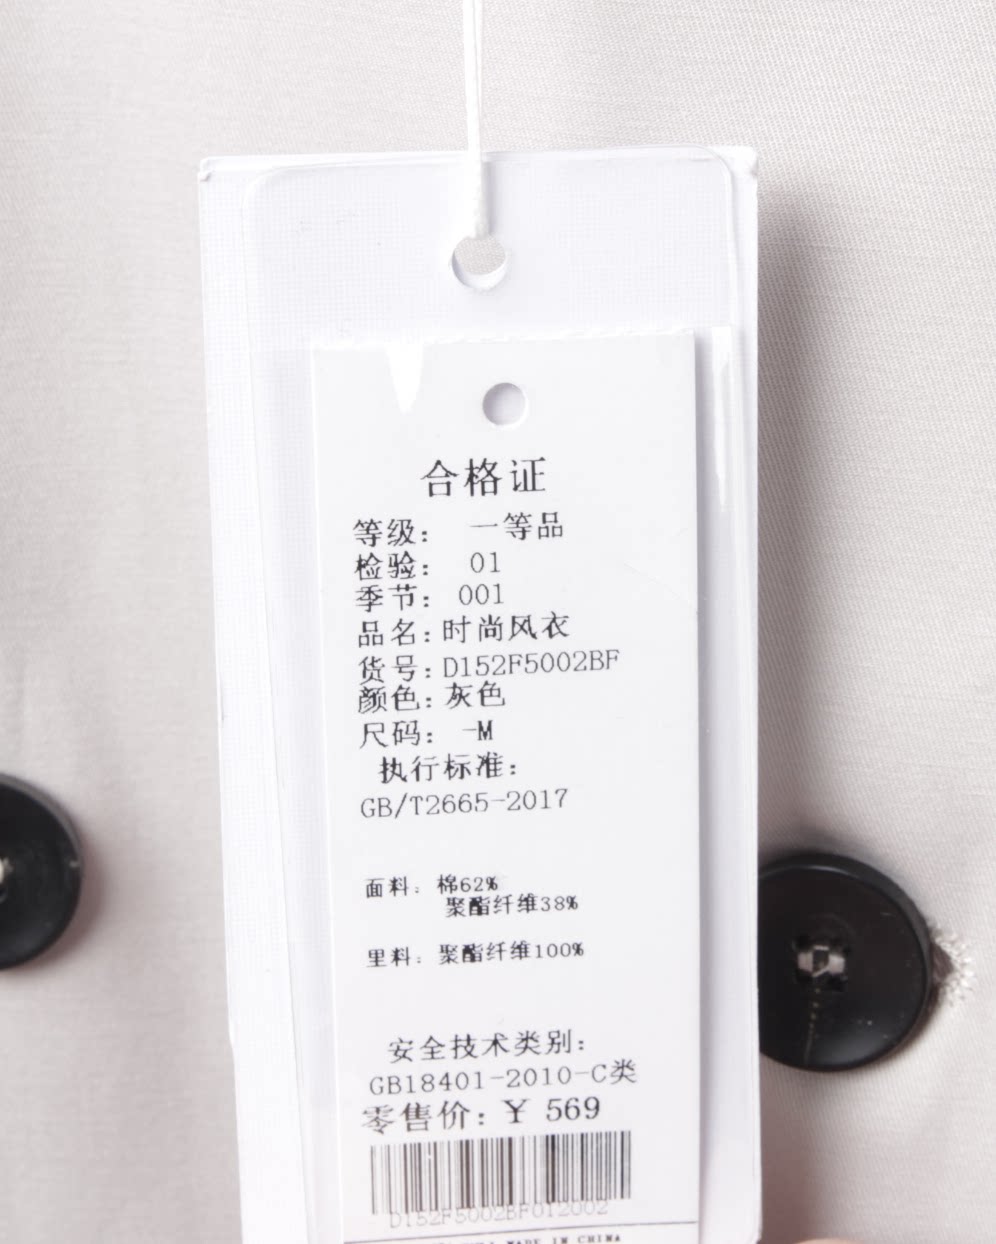 合格证
等级： 一等品
检验： 01
季节： 001
品名：时尚风衣
货号：D152F5002BF
颜色：灰色
尺码： -M
执行标准：
GB/T2665-2017
面料：棉62%
聚酯纤维38%
里料：聚酯纤维100%
安全技术类别：
GB18401-2010-C类
零售价：￥ 569
D152F5002BF012002
MADE IN CHINA